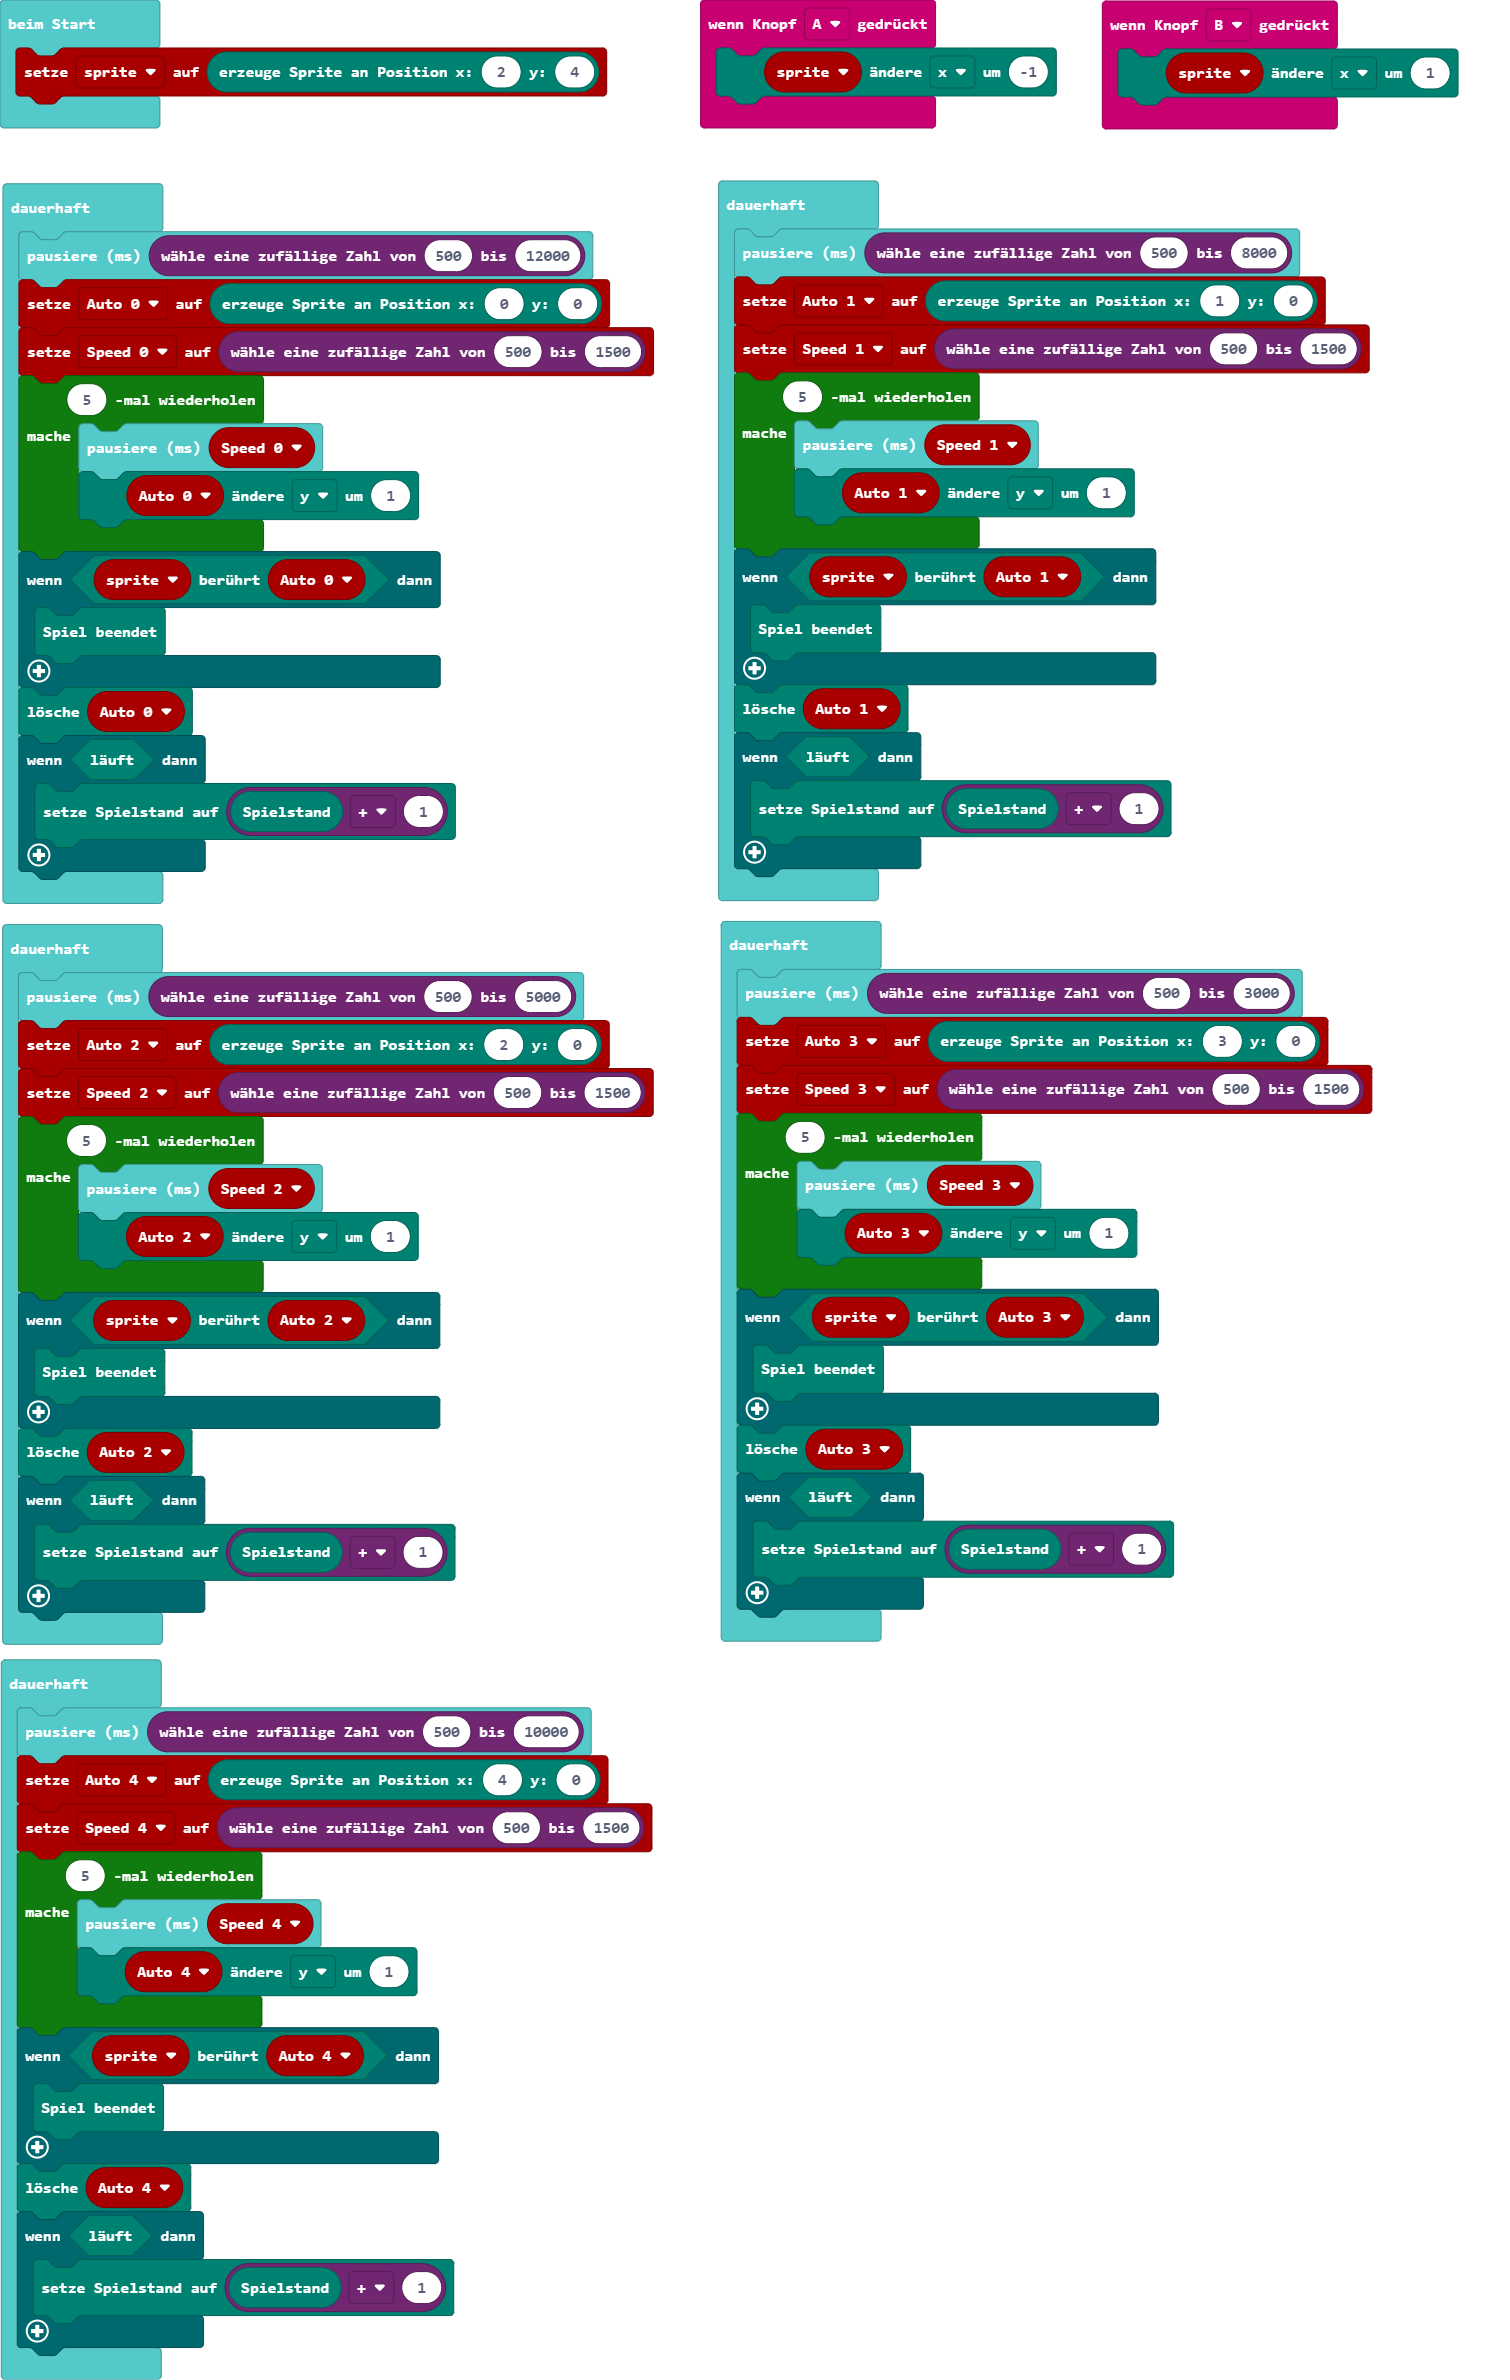 beim Start
setze sprite auf erzeuge Sprite an Position x: 2 y: 4
wenn Knopf A gedrückt
sprite ändere x um -1
wenn Knopf B gedrückt
sprite ändere x um 1
dauerhaft
pausiere (ms) wähle eine zufällige Zahl von 500 bis 12000
setze Auto 0 auf erzeuge Sprite an Position x: 0 y: 0
setze Speed 0 auf wähle eine zufällige Zahl von 500 bis 1500
5 -mal wiederholen
mache
pausiere (ms) Speed 0
Auto 0 ändere y um 1
wenn sprite berührt Auto 0 dann
Spiel beendet
lösche Auto 0
wenn läuft dann
setze Spielstand auf Spielstand + 1
dauerhaft
pausiere (ms) wähle eine zufällige Zahl von 500 bis 8000
setze Auto 1 auf erzeuge Sprite an Position x: 1 y: 0
setze Speed 1 auf wähle eine zufällige Zahl von 500 bis 1500
5 -mal wiederholen
mache
pausiere (ms) Speed 1
Auto 1 ändere y um 1
wenn sprite berührt Auto 1 dann
Spiel beendet
lösche Auto 1
wenn läuft dann
setze Spielstand auf Spielstand + 1
dauerhaft
pausiere (ms) wähle eine zufällige Zahl von 500 bis 5000
setze Auto 2 auf erzeuge Sprite an Position x: 2 y: 0
setze Speed 2 auf wähle eine zufällige Zahl von 500 bis 1500
5 -mal wiederholen
mache
pausiere (ms) Speed 2
Auto 2 ändere y um 1
wenn sprite berührt Auto 2 dann
Spiel beendet
lösche Auto 2
wenn läuft dann
setze Spielstand auf Spielstand + 1
dauerhaft
pausiere (ms) wähle eine zufällige Zahl von 500 bis 3000
setze Auto 3 auf erzeuge Sprite an Position x: 3 y: 0
setze Speed 3 auf wähle eine zufällige Zahl von 500 bis 1500
5 -mal wiederholen
mache
pausiere (ms) Speed 3
Auto 3 ändere y um 1
wenn sprite berührt Auto 3 dann
Spiel beendet
lösche Auto 3
wenn läuft dann
setze Spielstand auf Spielstand + 1
dauerhaft
pausiere (ms) wähle eine zufällige Zahl von 500 bis 10000
setze Auto 4 auf erzeuge Sprite an Position x: 4 y: 0
setze Speed 4 auf wähle eine zufällige Zahl von 500 bis 1500
5 -mal wiederholen
mache
pausiere (ms) Speed 4
Auto 4 ändere y um 1
wenn sprite berührt Auto 4 dann
Spiel beendet
lösche Auto 4
wenn läuft dann
setze Spielstand auf Spielstand + 1